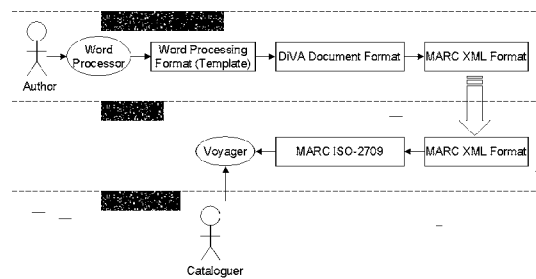 Word
Processor
Word Processing
Format (Template)
DiVA Document Format
MARC XML Format
Author
Voyager
MARC ISO-2709
MARC XML Format
Cataloguer